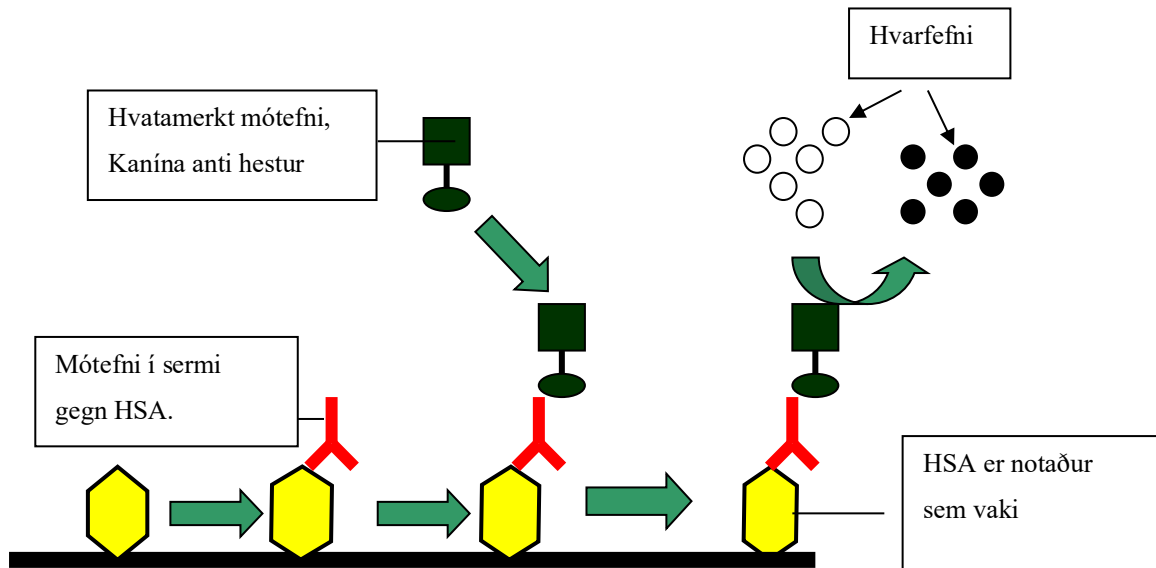 Hvarfefni
Hvatamerkt mótefni,
Kanína anti hestur
Mótefni í sermi
gegn HSA.
HSA er notaður
sem vaki